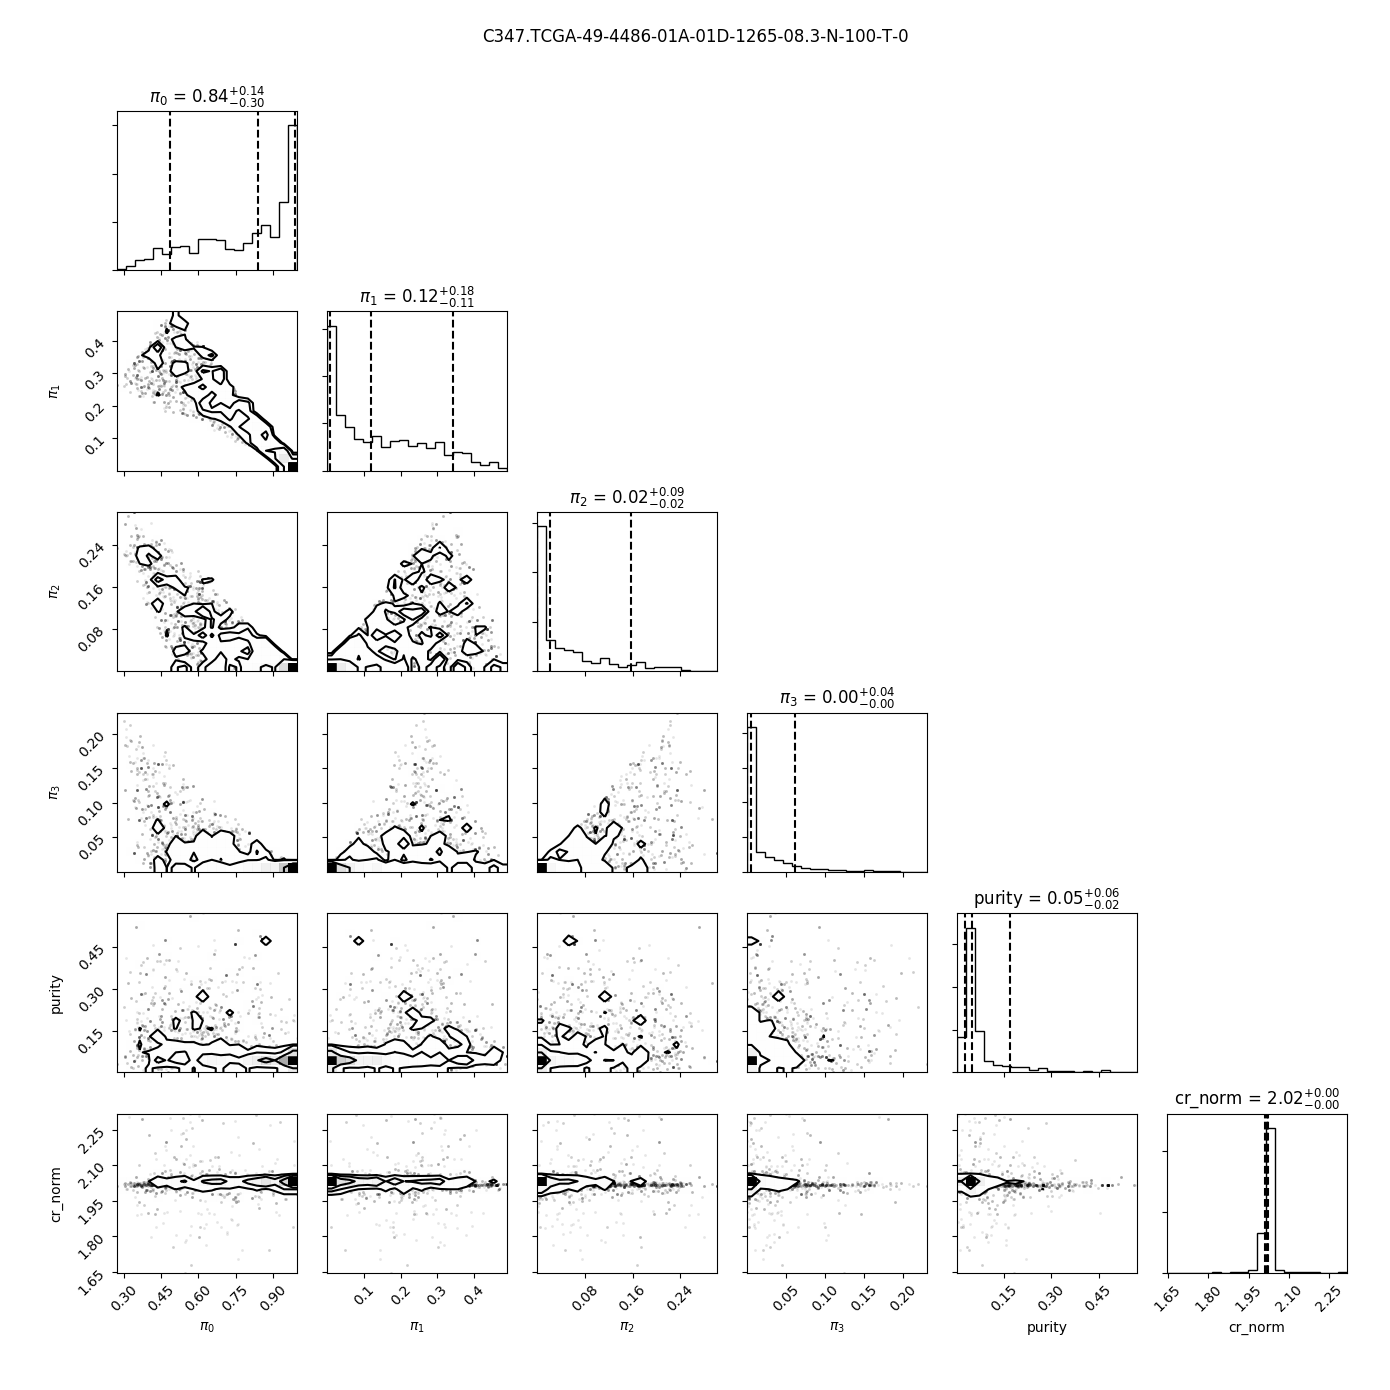 C347.TCGA-49-4486-01A-01D-1265-08.3-N-100-T-0
π₀ = 0.84 +0.14 −0.30
π₁ = 0.12 +0.18 −0.11
0.4
0.3
0.2
0.1
π₁
π₂ = 0.02 +0.09 −0.02
0.24
0.16
0.08
π₂
π₃ = 0.00 +0.04 −0.00
0.20
0.15
0.10
0.05
π₃
purity = 0.05 +0.06 −0.02
0.45
0.30
0.15
purity
cr_norm = 2.02 +0.00 −0.00
2.25
2.10
1.95
1.80
1.65
cr_norm
0.30 0.45 0.60 0.75 0.90
π₀
0.1 0.2 0.3 0.4
π₁
0.08 0.16 0.24
π₂
0.05 0.10 0.15 0.20
π₃
0.15 0.30 0.45
purity
1.65 1.80 1.95 2.10 2.25
cr_norm